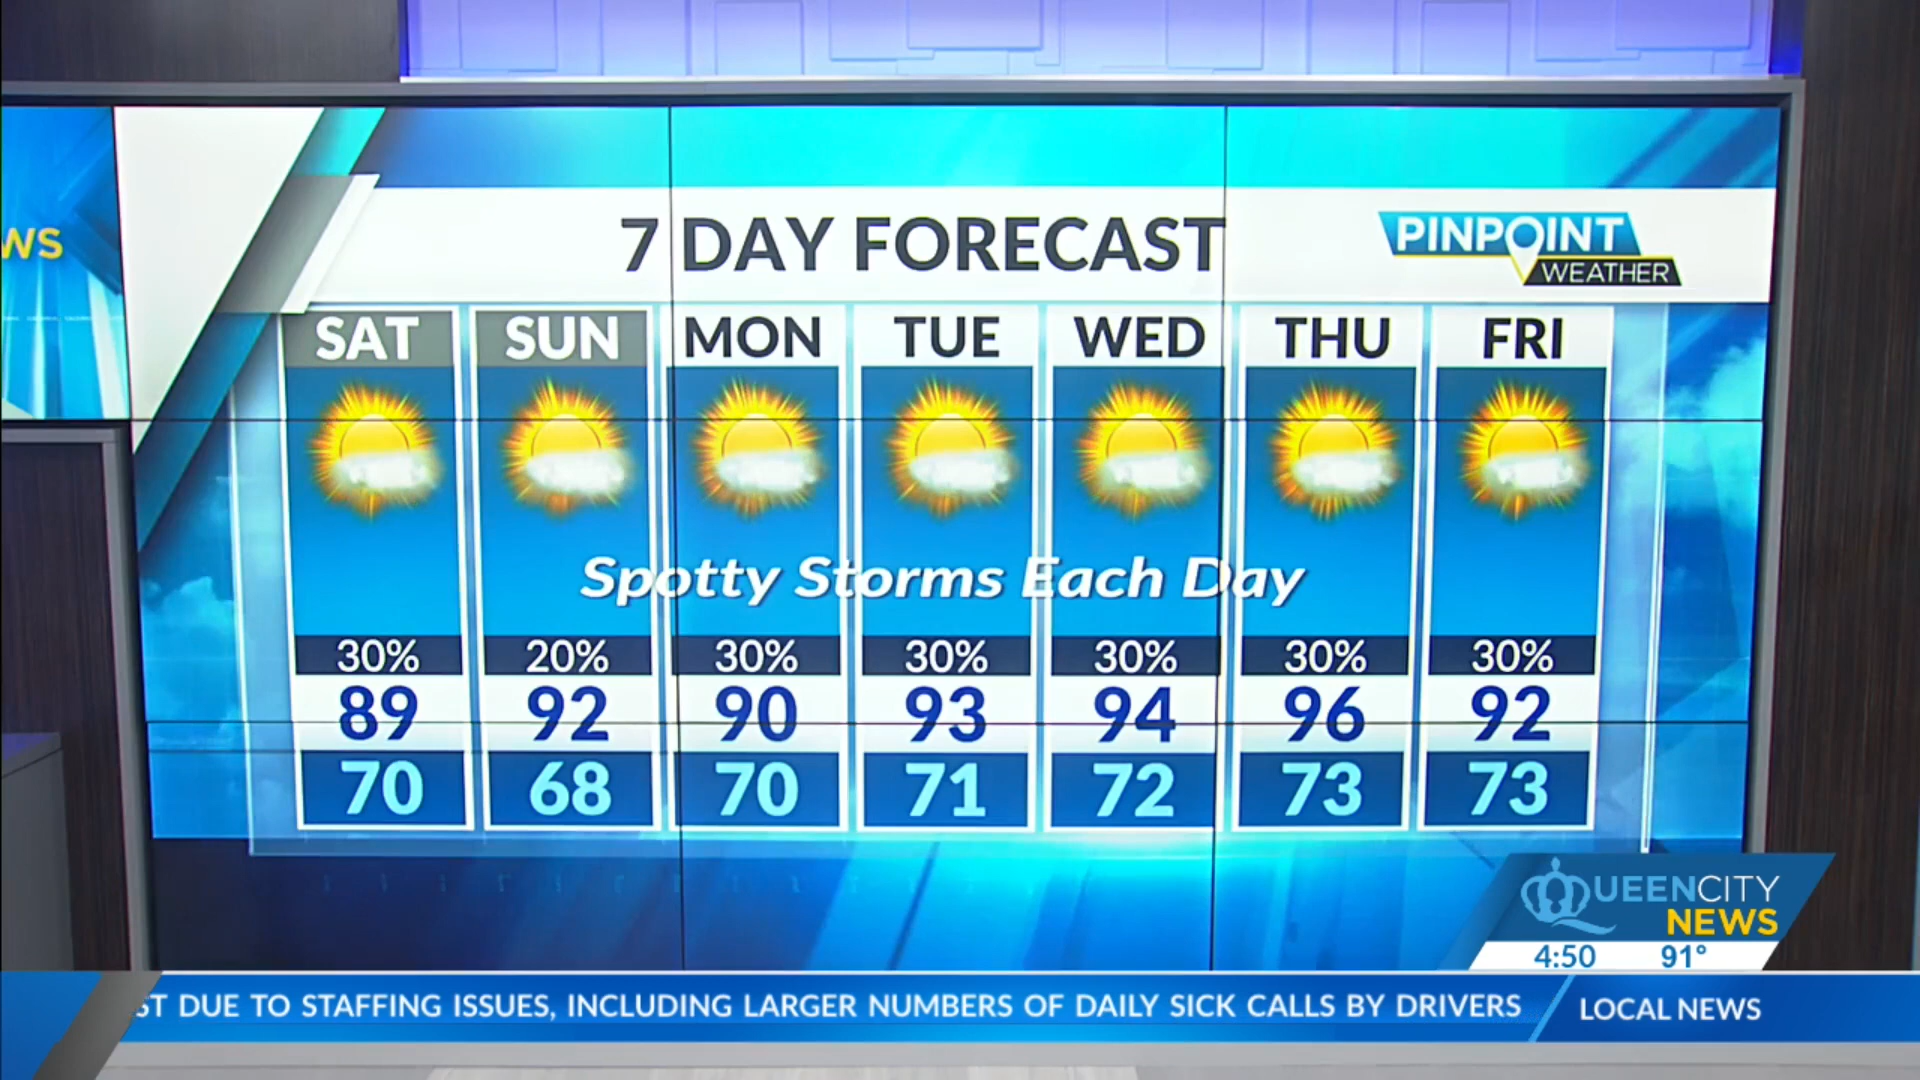 WS
7 DAY FORECAST
PINPOINT
WEATHER
SAT SUN MON TUE WED THU FRI
Spotty Storms Each Day
30% 20% 30% 30% 30% 30% 30%
89 92 90 93 94 96 92
70 68 70 71 72 73 73
QUEENCITY
NEWS
4:50 91°
ST DUE TO STAFFING ISSUES, INCLUDING LARGER NUMBERS OF DAILY SICK CALLS BY DRIVERS
LOCAL NEWS